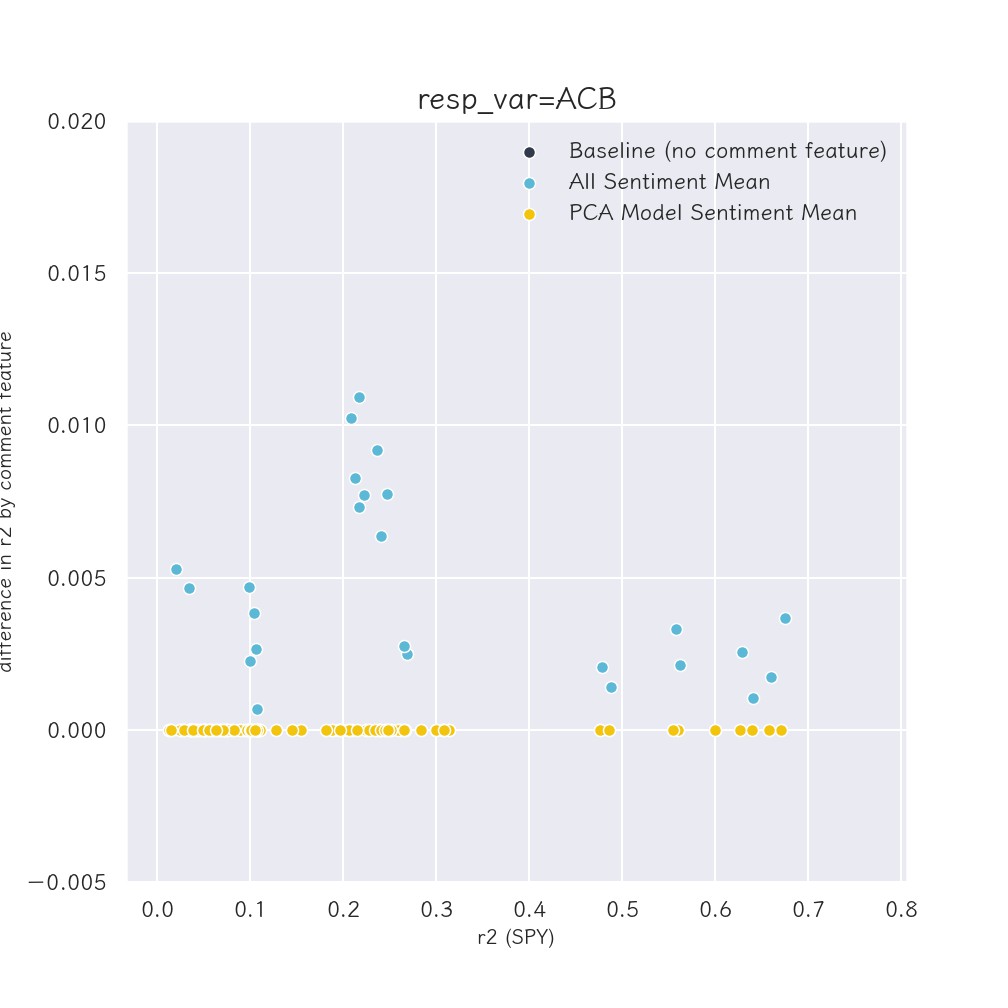 resp_var=ACB
0.020
0.015
0.010
0.005
0.000
−0.005
difference in r2 by comment feature
Baseline (no comment feature)
All Sentiment Mean
PCA Model Sentiment Mean
0.0 0.1 0.2 0.3 0.4 0.5 0.6 0.7 0.8
r2 (SPY)